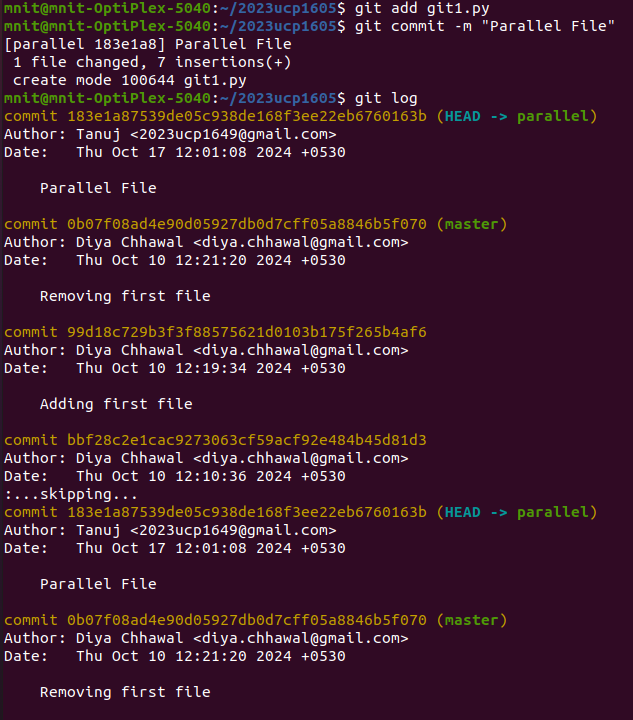 mnit@mnit-OptiPlex-5040:~/2023ucp1605$ git add git1.py
mnit@mnit-OptiPlex-5040:~/2023ucp1605$ git commit -m "Parallel File"
[parallel 183e1a8] Parallel File
 1 file changed, 7 insertions(+)
 create mode 100644 git1.py
mnit@mnit-OptiPlex-5040:~/2023ucp1605$ git log
commit 183e1a87539de05c938de168f3ee22eb6760163b (HEAD -> parallel)
Author: Tanuj <2023ucp1649@gmail.com>
Date:   Thu Oct 17 12:01:08 2024 +0530

    Parallel File

commit 0b07f08ad4e90d05927db0d7cff05a8846b5f070 (master)
Author: Diya Chhawal <diya.chhawal@gmail.com>
Date:   Thu Oct 10 12:21:20 2024 +0530

    Removing first file

commit 99d18c729b3f3f88575621d0103b175f265b4af6
Author: Diya Chhawal <diya.chhawal@gmail.com>
Date:   Thu Oct 10 12:19:34 2024 +0530

    Adding first file

commit bbf28c2e1cac9273063cf59acf92e484b45d81d3
Author: Diya Chhawal <diya.chhawal@gmail.com>
Date:   Thu Oct 10 12:10:36 2024 +0530
:...skipping...
commit 183e1a87539de05c938de168f3ee22eb6760163b (HEAD -> parallel)
Author: Tanuj <2023ucp1649@gmail.com>
Date:   Thu Oct 17 12:01:08 2024 +0530

    Parallel File

commit 0b07f08ad4e90d05927db0d7cff05a8846b5f070 (master)
Author: Diya Chhawal <diya.chhawal@gmail.com>
Date:   Thu Oct 10 12:21:20 2024 +0530

    Removing first file